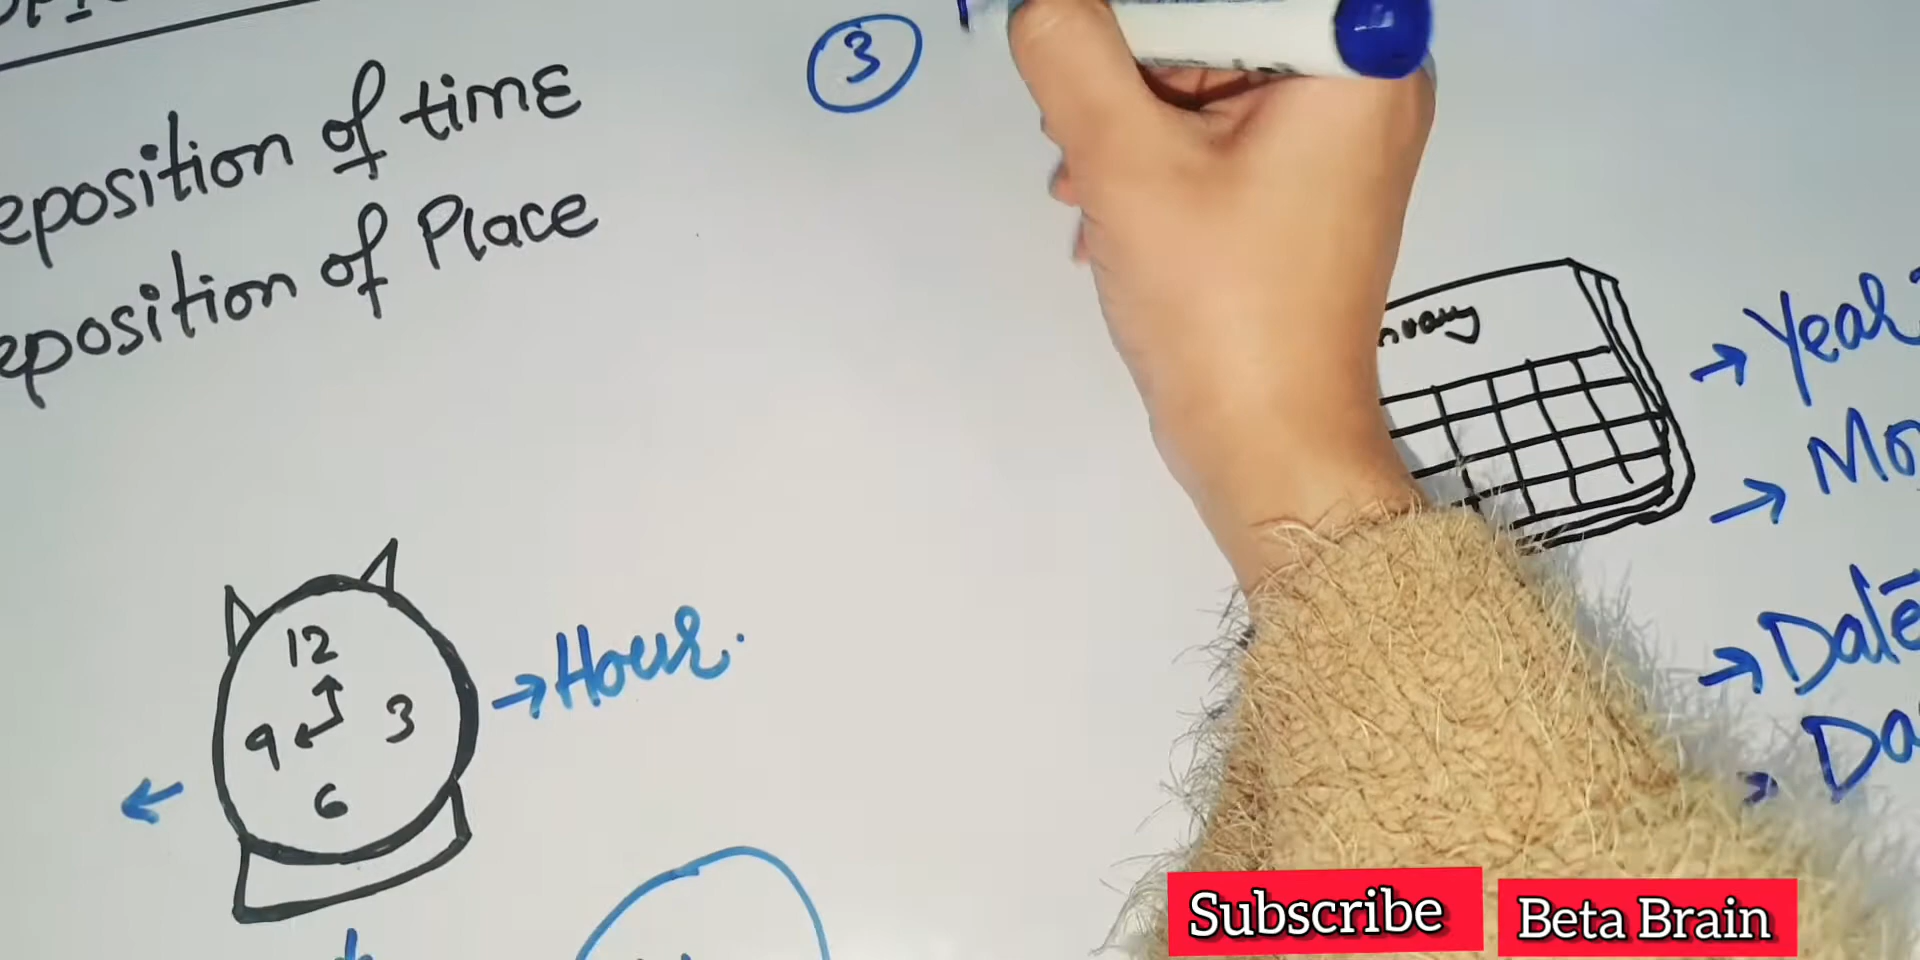 eposition of time
eposition of Place
3
Year
Mo
Date
Da
12
9 3
6
Hour.
Subscribe
Beta Brain